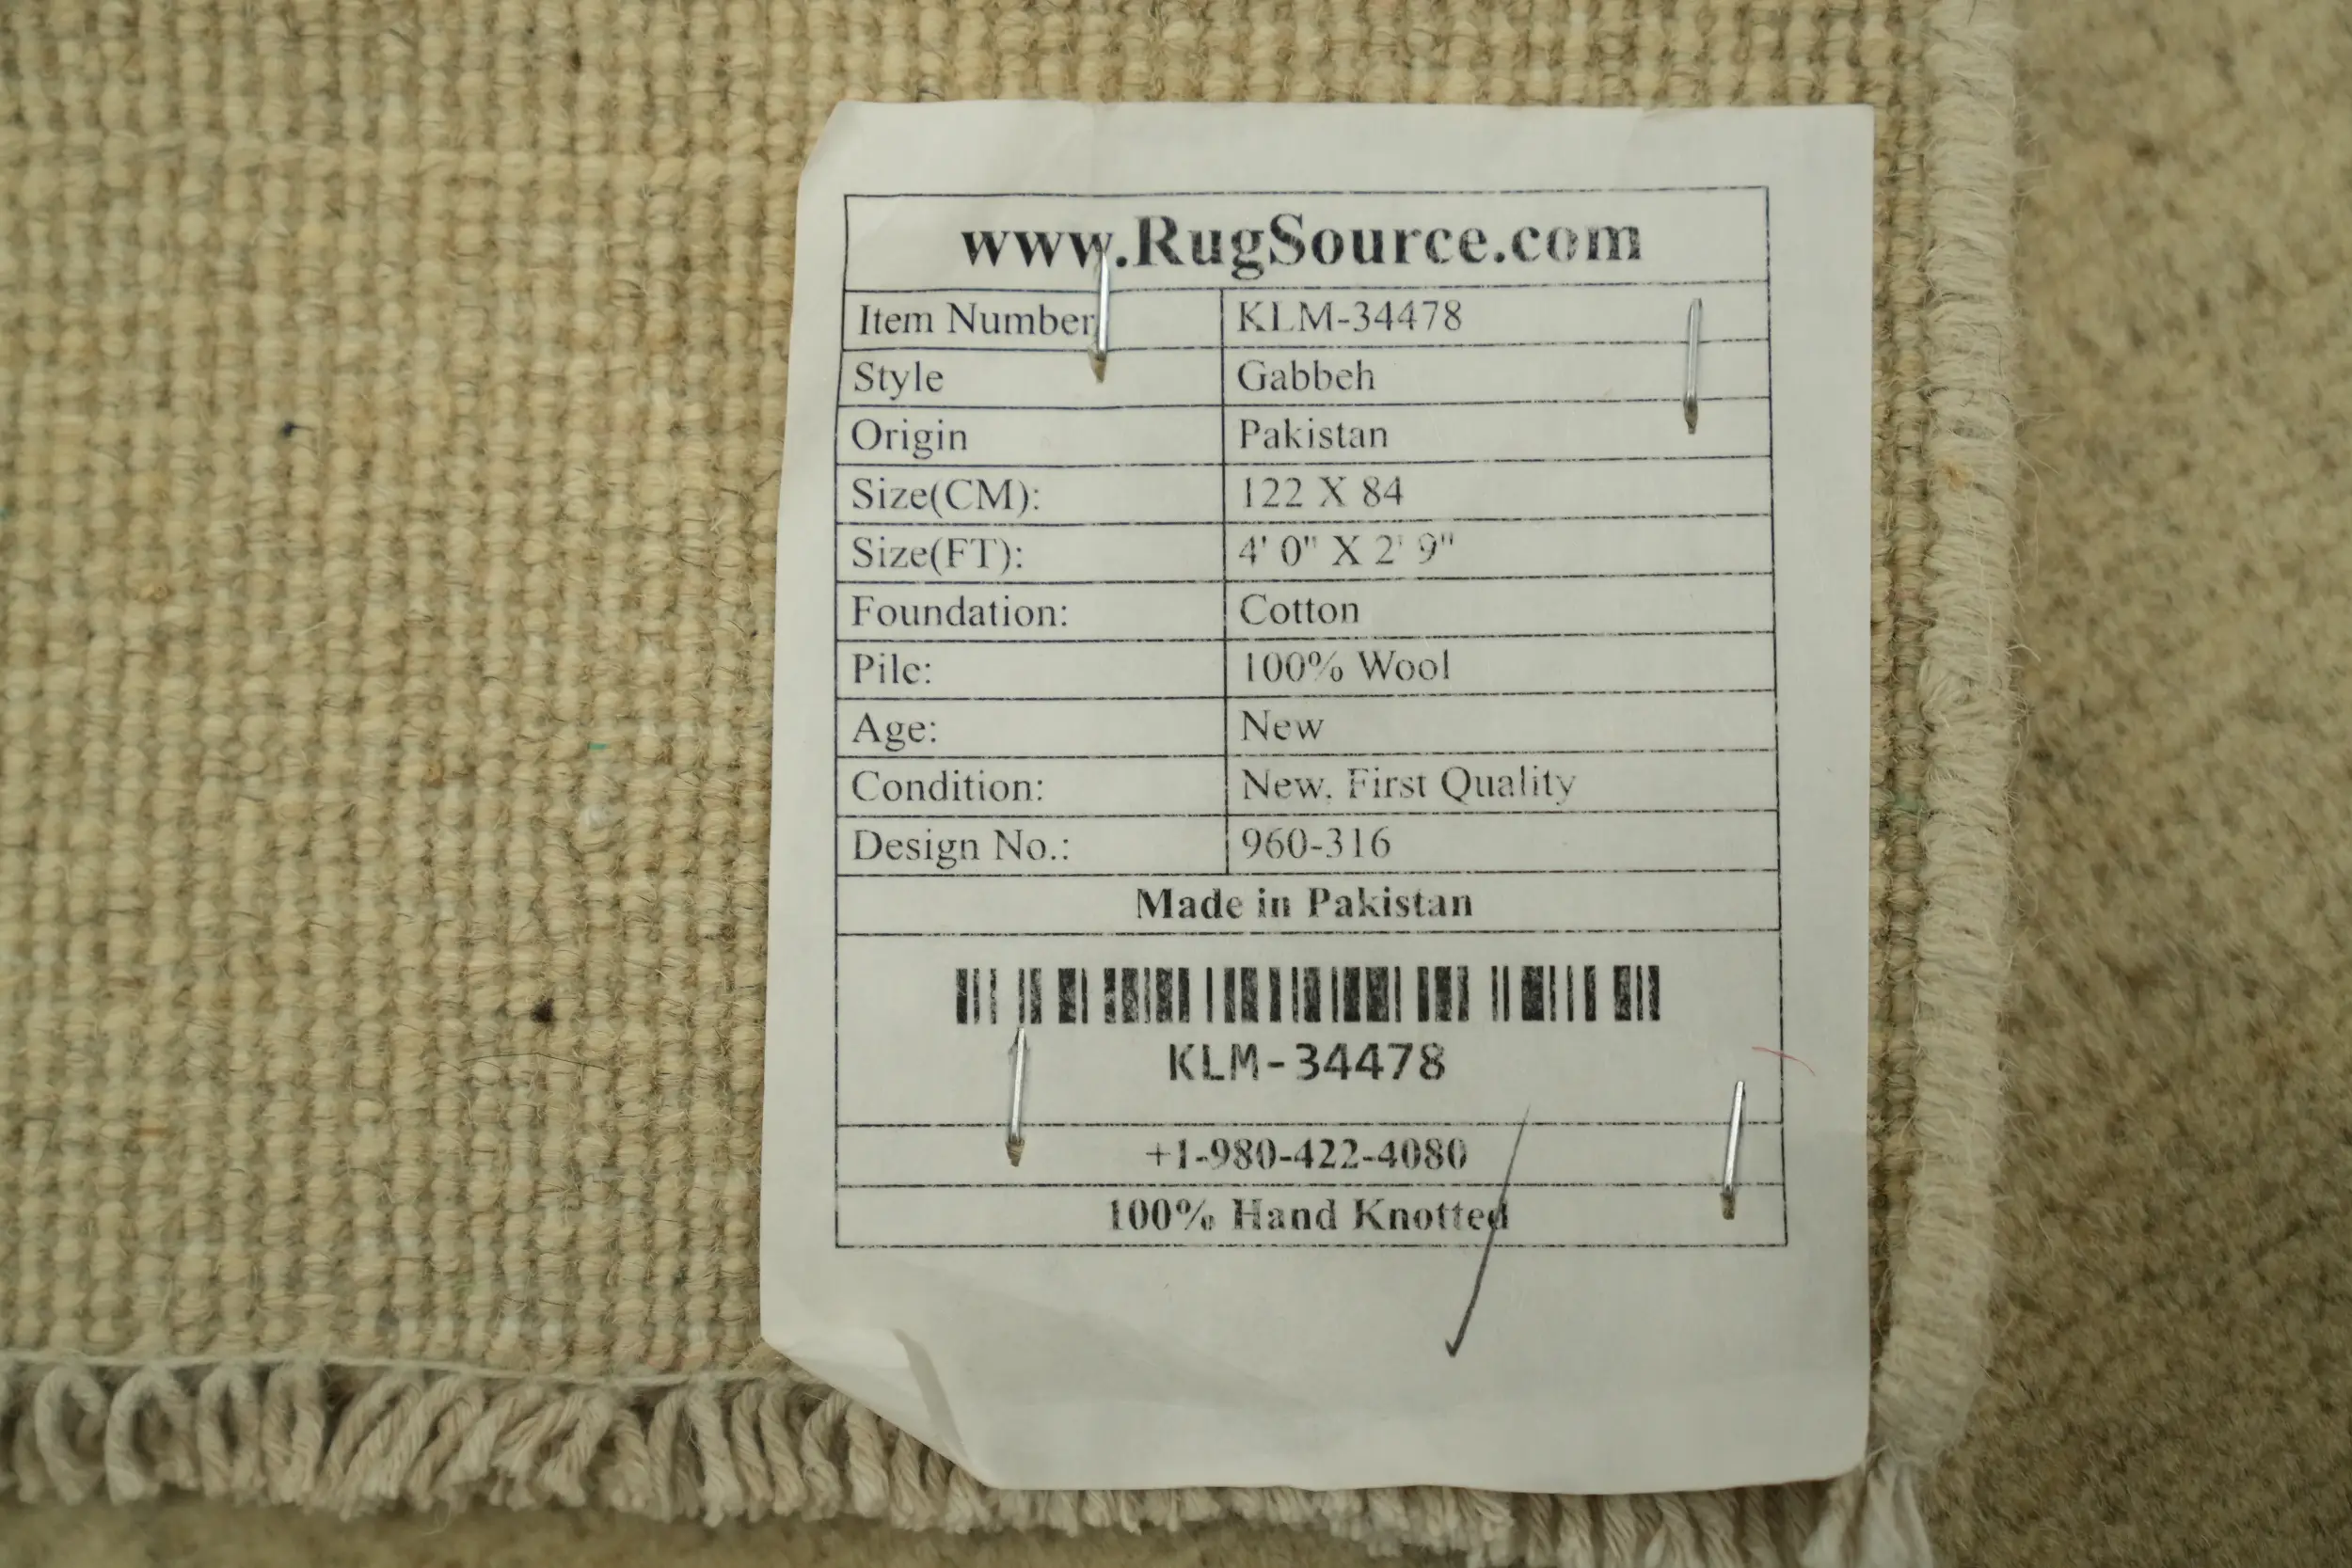 www.RugSource.com
Item Number KLM-34478
Style Gabbeh
Origin Pakistan
Size(CM): 122 X 84
Size(FT): 4' 0" X 2' 9"
Foundation: Cotton
Pile: 100% Wool
Age: New
Condition: New. First Quality
Design No.: 960-316
Made in Pakistan
KLM-34478
+1-980-422-4080
100% Hand Knotted